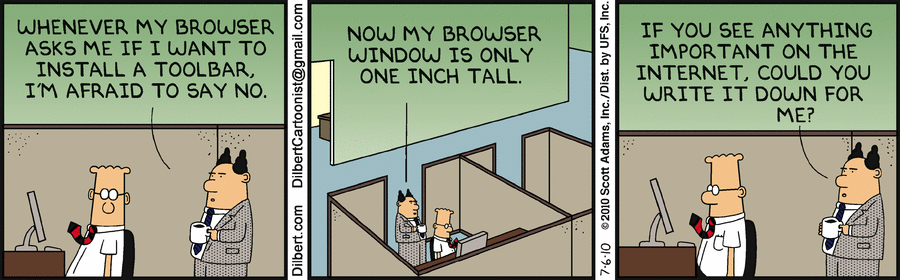 WHENEVER MY BROWSER
ASKS ME IF I WANT TO
INSTALL A TOOLBAR,
I'M AFRAID TO SAY NO.
Dilbert.com DilbertCartoonist@gmail.com
NOW MY BROWSER
WINDOW IS ONLY
ONE INCH TALL.
7-6-10 © 2010 Scott Adams, Inc./Dist. by UFS, Inc.
IF YOU SEE ANYTHING
IMPORTANT ON THE
INTERNET, COULD YOU
WRITE IT DOWN FOR
ME?